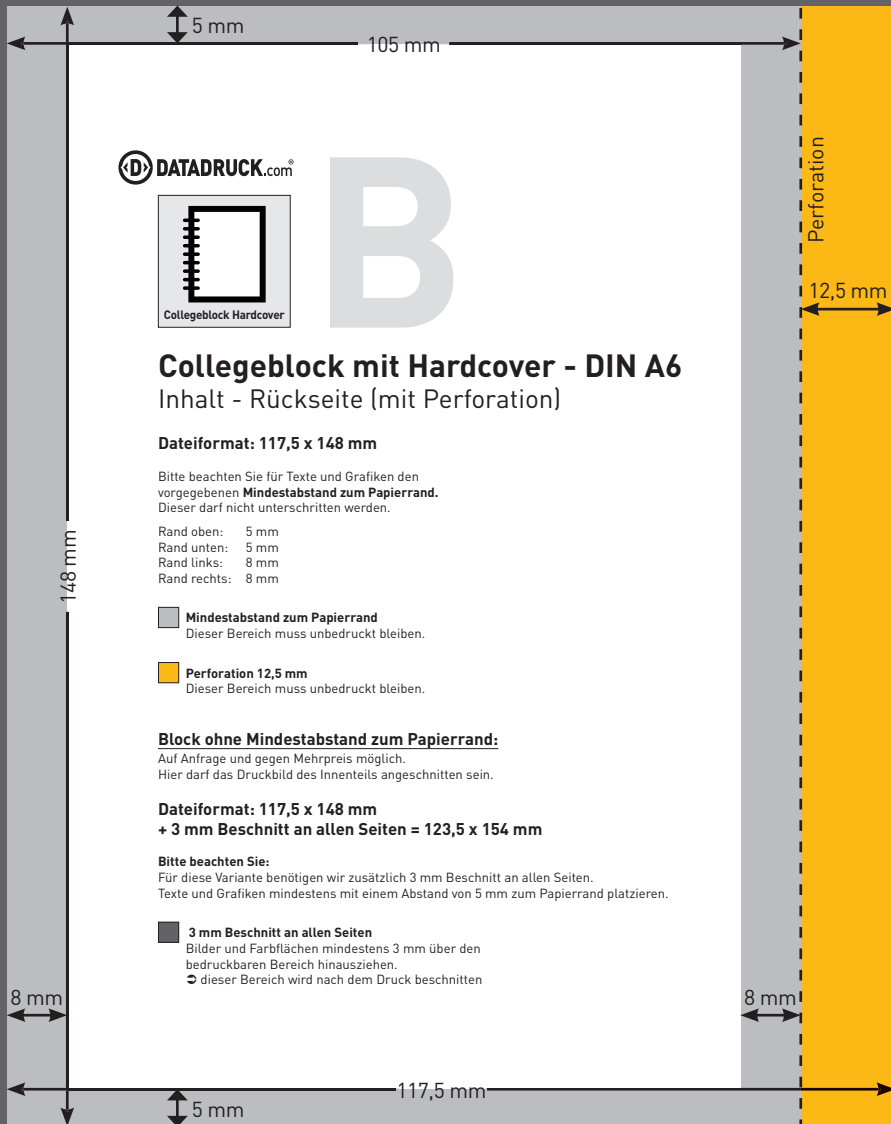 5 mm
105 mm
DATADRUCK.com®
B
Perforation
Collegeblock Hardcover
12,5 mm
Collegeblock mit Hardcover - DIN A6
Inhalt - Rückseite (mit Perforation)
Dateiformat: 117,5 x 148 mm
Bitte beachten Sie für Texte und Grafiken den
vorgegebenen Mindestabstand zum Papierrand.
Dieser darf nicht unterschritten werden.
Rand oben: 5 mm
Rand unten: 5 mm
Rand links: 8 mm
Rand rechts: 8 mm
148 mm
Mindestabstand zum Papierrand
Dieser Bereich muss unbedruckt bleiben.
Perforation 12,5 mm
Dieser Bereich muss unbedruckt bleiben.
Block ohne Mindestabstand zum Papierrand:
Auf Anfrage und gegen Mehrpreis möglich.
Hier darf das Druckbild des Innenteils angeschnitten sein.
Dateiformat: 117,5 x 148 mm
+ 3 mm Beschnitt an allen Seiten = 123,5 x 154 mm
Bitte beachten Sie:
Für diese Variante benötigen wir zusätzlich 3 mm Beschnitt an allen Seiten.
Texte und Grafiken mindestens mit einem Abstand von 5 mm zum Papierrand platzieren.
3 mm Beschnitt an allen Seiten
Bilder und Farbflächen mindestens 3 mm über den
bedruckbaren Bereich hinausziehen.
➲ dieser Bereich wird nach dem Druck beschnitten
8 mm
8 mm
117,5 mm
5 mm